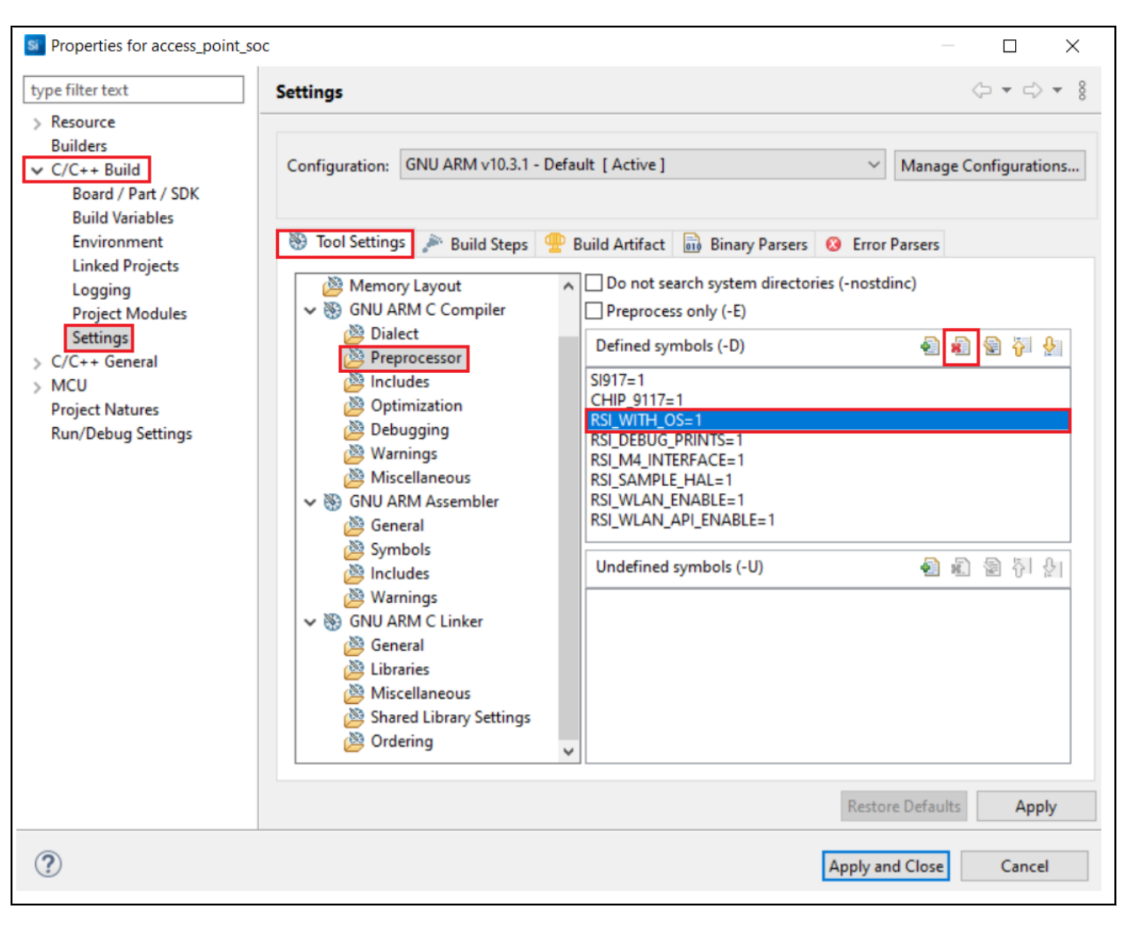 Si Properties for access_point_soc
type filter text
Resource
Builders
C/C++ Build
Board / Part / SDK
Build Variables
Environment
Linked Projects
Logging
Project Modules
Settings
C/C++ General
MCU
Project Natures
Run/Debug Settings
Settings
Configuration: GNU ARM v10.3.1 - Default [ Active ] Manage Configurations...
Tool Settings Build Steps Build Artifact Binary Parsers Error Parsers
Memory Layout
GNU ARM C Compiler
Dialect
Preprocessor
Includes
Optimization
Debugging
Warnings
Miscellaneous
GNU ARM Assembler
General
Symbols
Includes
Warnings
GNU ARM C Linker
General
Libraries
Miscellaneous
Shared Library Settings
Ordering
Do not search system directories (-nostdinc)
Preprocess only (-E)
Defined symbols (-D)
SI917=1
CHIP_9117=1
RSI_WITH_OS=1
RSI_DEBUG_PRINTS=1
RSI_M4_INTERFACE=1
RSI_SAMPLE_HAL=1
RSI_WLAN_ENABLE=1
RSI_WLAN_API_ENABLE=1
Undefined symbols (-U)
Restore Defaults Apply
? Apply and Close Cancel